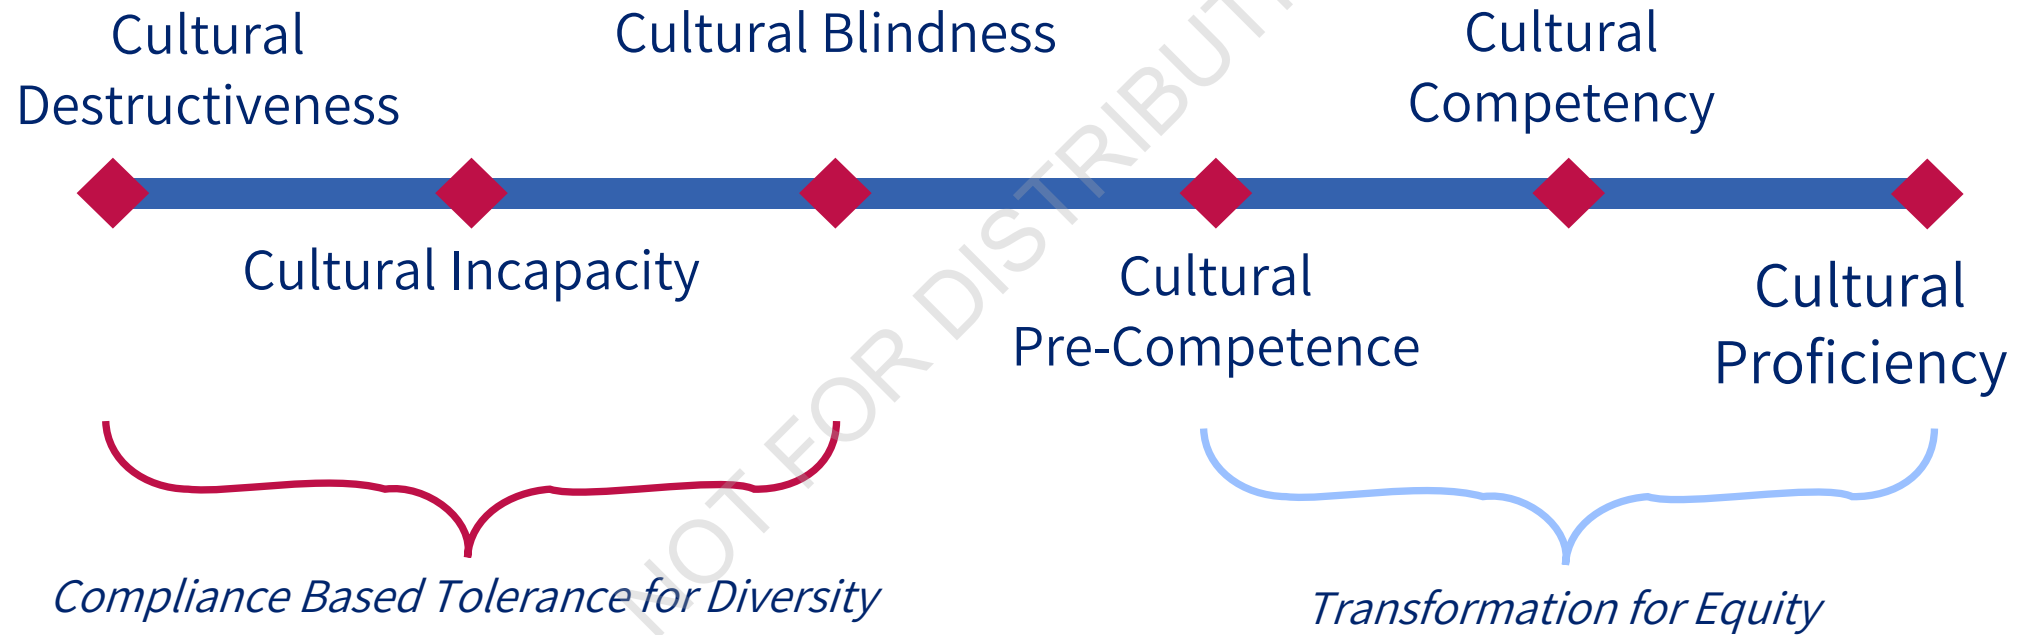 Cultural
Destructiveness
Cultural Blindness
Cultural
Competency
Cultural Incapacity
Cultural
Pre-Competence
Cultural
Proficiency
Compliance Based Tolerance for Diversity
Transformation for Equity
NOT FOR DISTRIBUTI